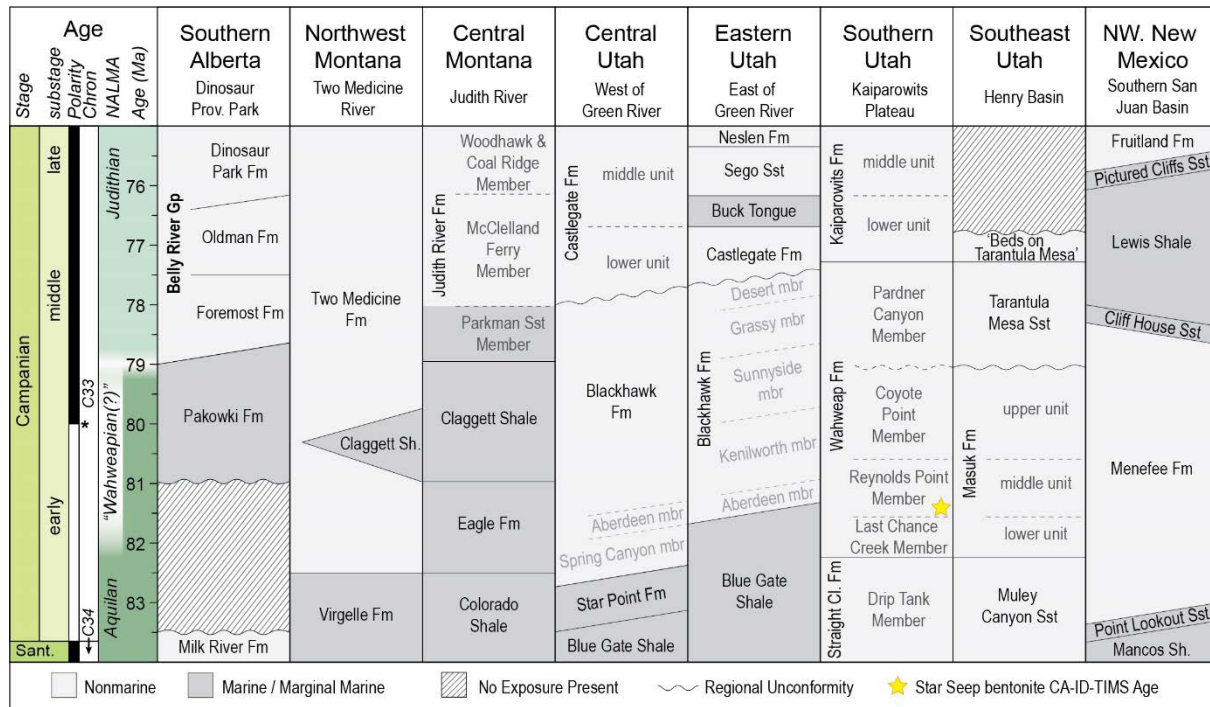 Age
Stage
substage
Polarity
Chron
NALMA
Age (Ma)
Southern
Alberta
Dinosaur
Prov. Park
Northwest
Montana
Two Medicine
River
Central
Montana
Judith River
Central
Utah
West of
Green River
Eastern
Utah
East of
Green River
Southern
Utah
Kaiparowits
Plateau
Southeast
Utah
Henry Basin
NW. New
Mexico
Southern San
Juan Basin
Campanian
Sant.
late
middle
early
C33
*
C34
Judithian
"Wahweapian(?)"
Aquilan
76
77
78
79
80
81
82
83
Belly River Gp
Dinosaur
Park Fm
Oldman Fm
Foremost Fm
Pakowki Fm
Milk River Fm
Two Medicine
Fm
Claggett Sh.
Virgelle Fm
Judith River Fm
Woodhawk &
Coal Ridge
Member
McClelland
Ferry
Member
Parkman Sst
Member
Claggett Shale
Eagle Fm
Colorado
Shale
Castlegate Fm
middle unit
lower unit
Blackhawk
Fm
Aberdeen mbr
Spring Canyon mbr
Star Point Fm
Blue Gate Shale
Neslen Fm
Sego Sst
Buck Tongue
Castlegate Fm
Blackhawk Fm
Desert mbr
Grassy mbr
Sunnyside
mbr
Kenilworth mbr
Aberdeen mbr
Blue Gate
Shale
Kaiparowits Fm
middle unit
lower unit
Wahweap Fm
Pardner
Canyon
Member
Coyote
Point
Member
Reynolds Point
Member
Last Chance
Creek Member
Straight Cl. Fm
Drip Tank
Member
'Beds on
Tarantula Mesa'
Tarantula
Mesa Sst
Masuk Fm
upper unit
middle unit
lower unit
Muley
Canyon Sst
Fruitland Fm
Pictured Cliffs Sst
Lewis Shale
Cliff House Sst
Menefee Fm
Point Lookout Sst
Mancos Sh.
Nonmarine
Marine / Marginal Marine
No Exposure Present
Regional Unconformity
Star Seep bentonite CA-ID-TIMS Age